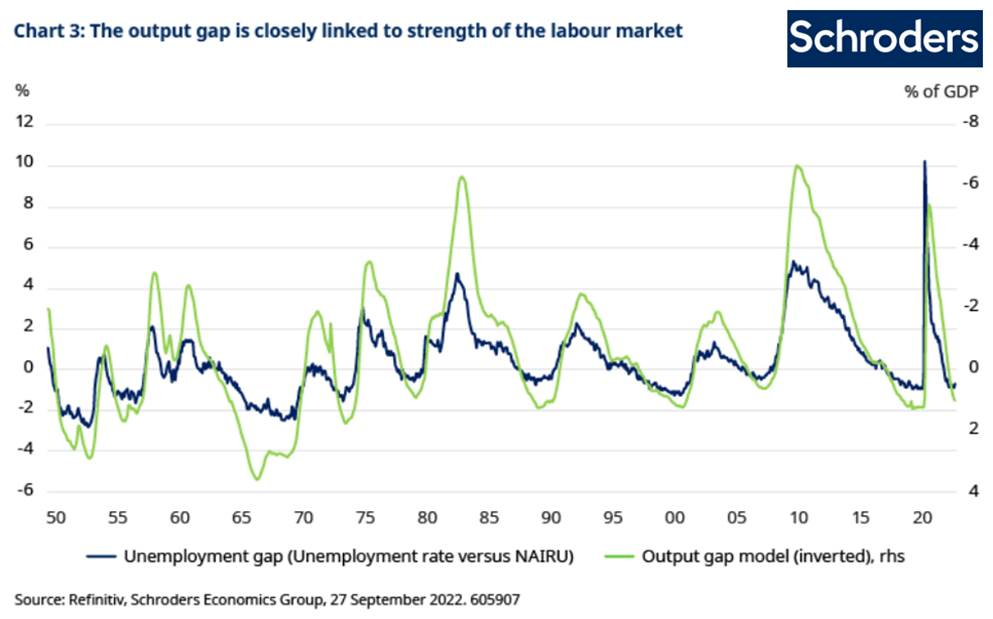 Chart 3: The output gap is closely linked to strength of the labour market
Schroders
% % of GDP
12 -8
10
-6
8
6
-4
4
-2
2
0 0
-2
2
-4
-6 4
50 55 60 65 70 75 80 85 90 95 00 05 10 15 20
Unemployment gap (Unemployment rate versus NAIRU) Output gap model (inverted), rhs
Source: Refinitiv, Schroders Economics Group, 27 September 2022. 605907